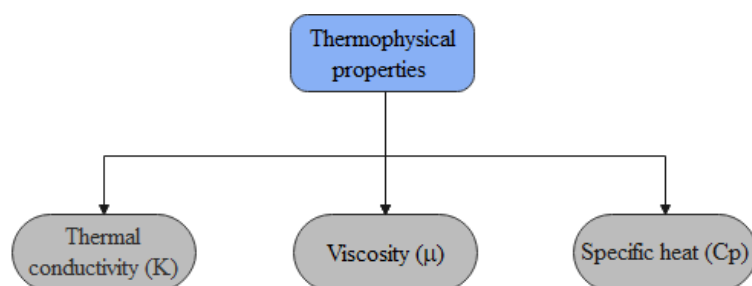 Thermophysical
properties
Thermal
conductivity (K)
Viscosity (μ)
Specific heat (Cp)